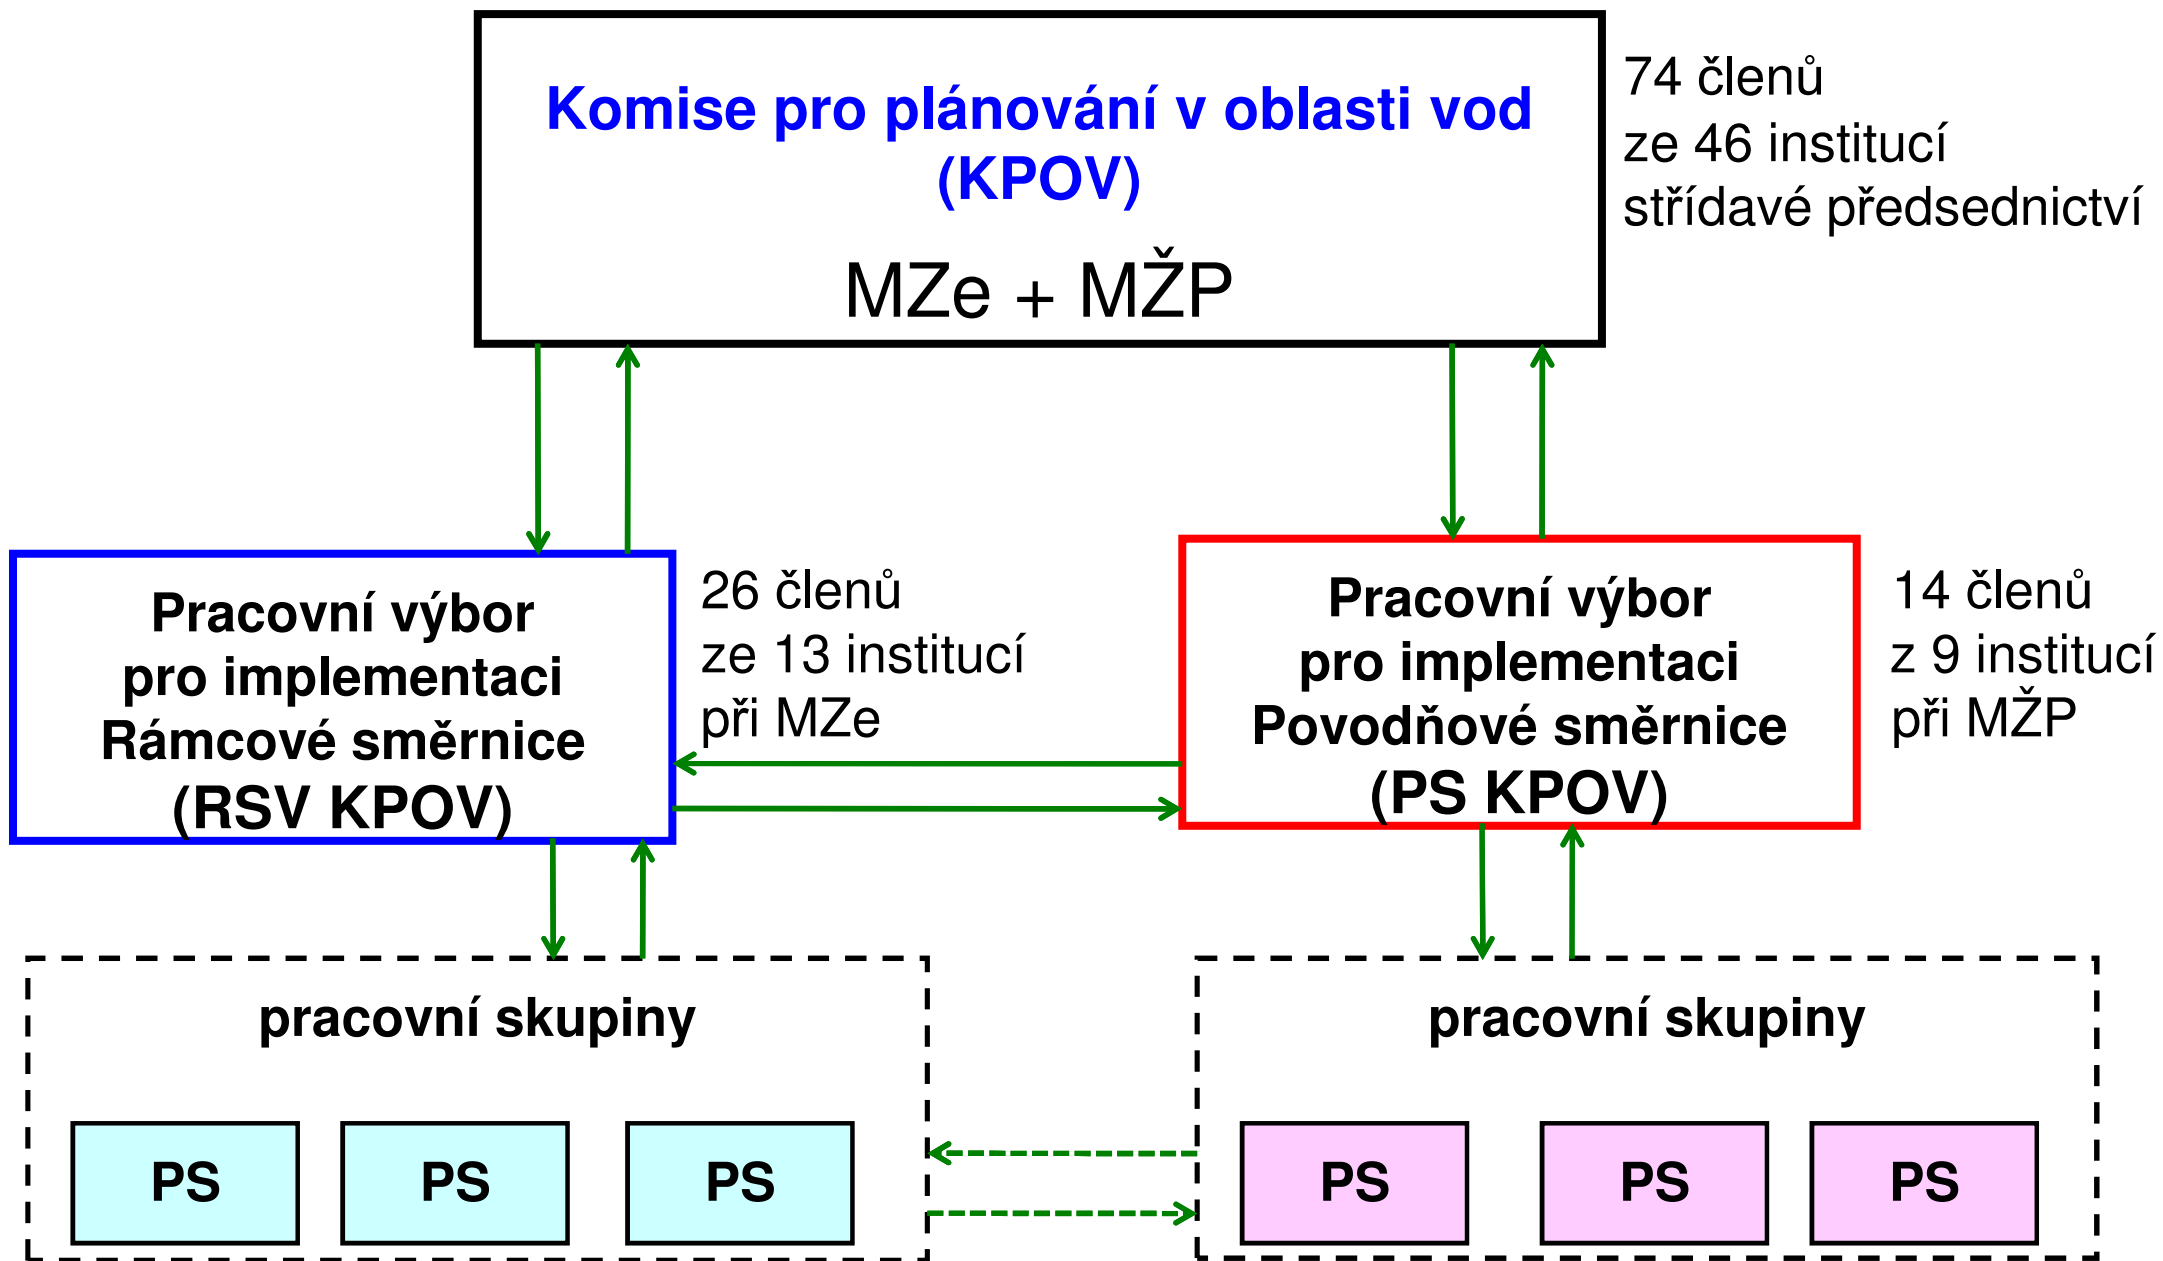 Komise pro plánování v oblasti vod
(KPOV)
MZe + MŽP
74 členů
ze 46 institucí
střídavé předsednictví
Pracovní výbor
pro implementaci
Rámcové směrnice
(RSV KPOV)
26 členů
ze 13 institucí
při MZe
Pracovní výbor
pro implementaci
Povodňové směrnice
(PS KPOV)
14 členů
z 9 institucí
při MŽP
pracovní skupiny
PS
PS
PS
pracovní skupiny
PS
PS
PS